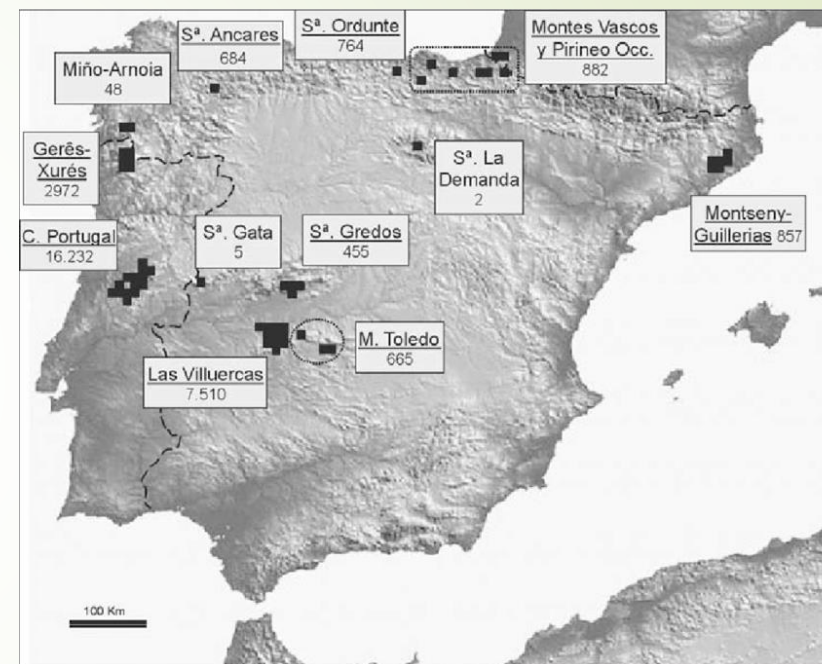 Sª. Ancares
684
Sª. Ordunte
764
Montes Vascos
y Pirineo Occ.
882
Miño-Arnoia
48
Gerês-
Xurés
2972
Sª. La
Demanda
2
Montseny-
Guillerias 857
C. Portugal
16.232
Sª. Gata
5
Sª. Gredos
455
Las Villuercas
7.510
M. Toledo
665
100 Km